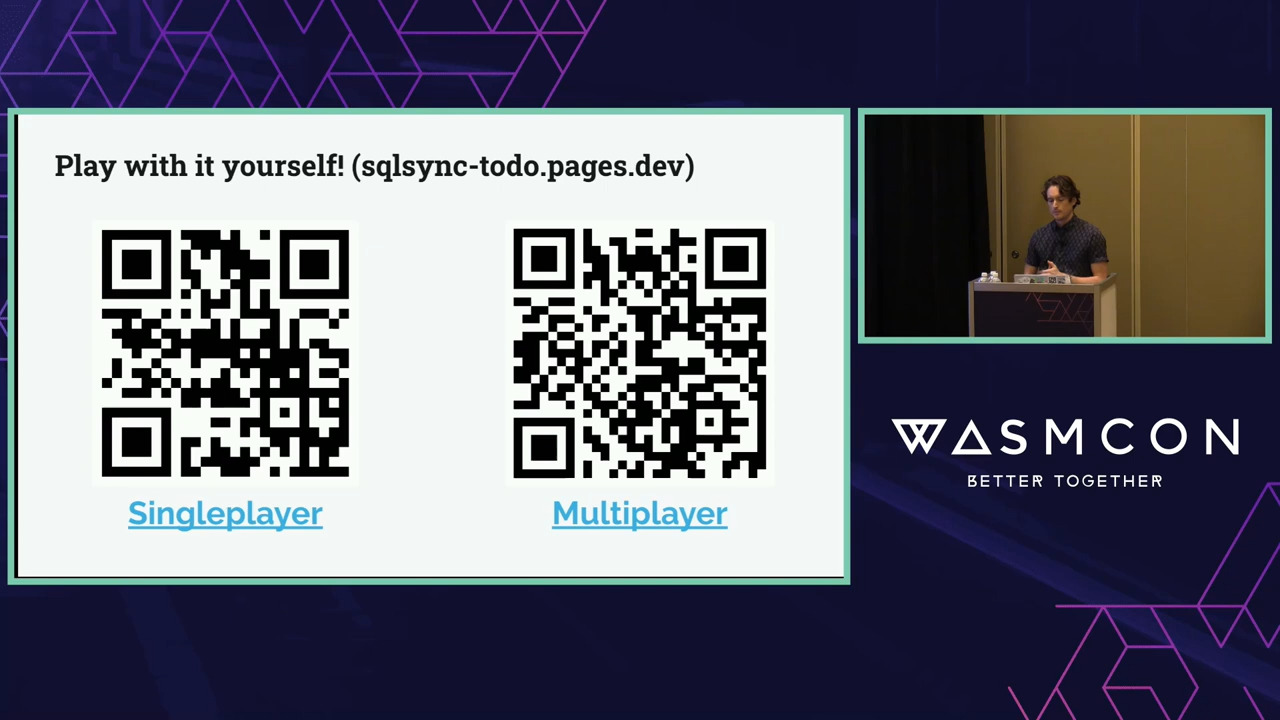 Play with it yourself! (sqlsync-todo.pages.dev)
Singleplayer
Multiplayer
WASMCON
BETTER TOGETHER